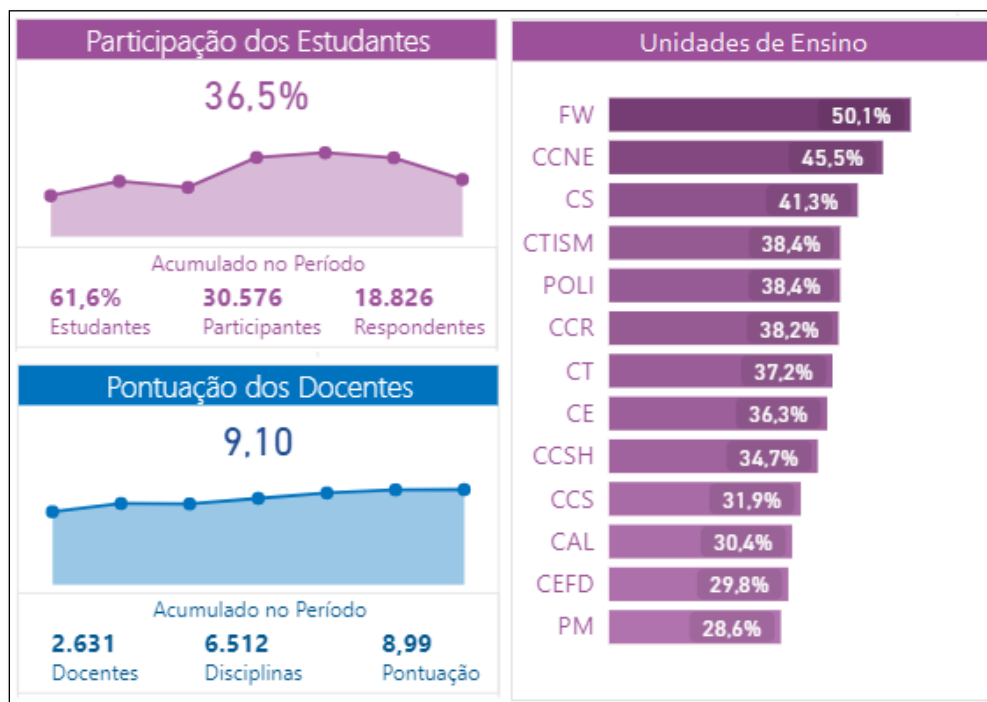 Participação dos Estudantes
36,5%
Acumulado no Período
61,6% 30.576 18.826
Estudantes Participantes Respondentes
Pontuação dos Docentes
9,10
Acumulado no Período
2.631 6.512 8,99
Docentes Disciplinas Pontuação
Unidades de Ensino
FW 50,1%
CCNE 45,5%
CS 41,3%
CTISM 38,4%
POLI 38,4%
CCR 38,2%
CT 37,2%
CE 36,3%
CCSH 34,7%
CCS 31,9%
CAL 30,4%
CEFD 29,8%
PM 28,6%